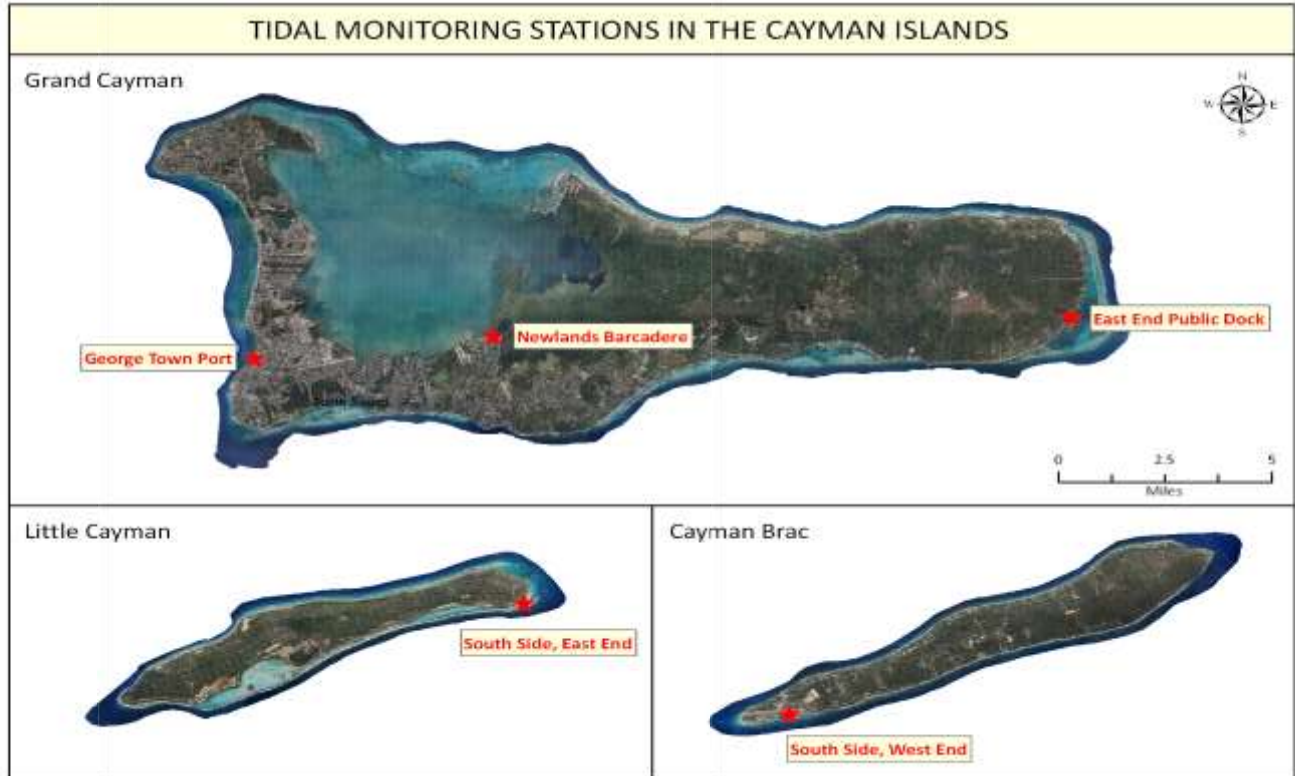 TIDAL MONITORING STATIONS IN THE CAYMAN ISLANDS
Grand Cayman
N
W E
S
George Town Port
Newlands Barcadere
East End Public Dock
0 2.5 5
Miles
Little Cayman
South Side, East End
Cayman Brac
South Side, West End